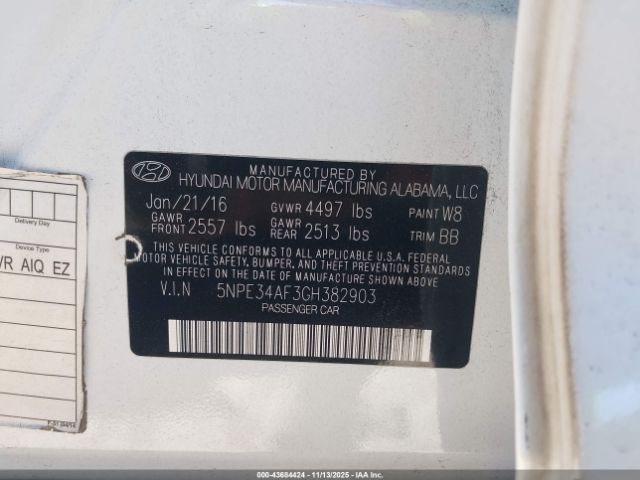 MANUFACTURED BY
HYUNDAI MOTOR MANUFACTURING ALABAMA, LLC
Jan/21/16 GVWR 4497 lbs PAINT W8
GAWR FRONT 2557 lbs GAWR REAR 2513 lbs TRIM BB
THIS VEHICLE CONFORMS TO ALL APPLICABLE U.S.A. FEDERAL
MOTOR VEHICLE SAFETY, BUMPER, AND THEFT PREVENTION STANDARDS
IN EFFECT ON THE DATE OF MANUFACTURE SHOWN ABOVE
V.I.N 5NPE34AF3GH382903
PASSENGER CAR
Delivery Day
Device Type
VR AIQ EZ
000-43684424 - 11/13/2025 - COPYRIGHT IAA, LLC